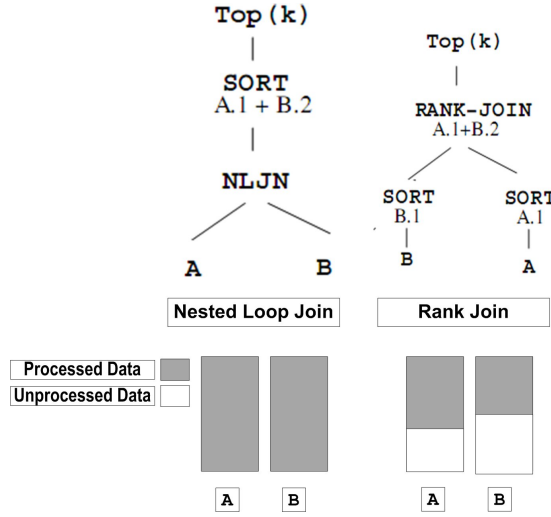 Top(k)
SORT
A.1 + B.2
NLJN
A B
Nested Loop Join
Top(k)
RANK-JOIN
A.1+B.2
SORT SORT
B.1 A.1
B A
Rank Join
Processed Data
Unprocessed Data
A B A B